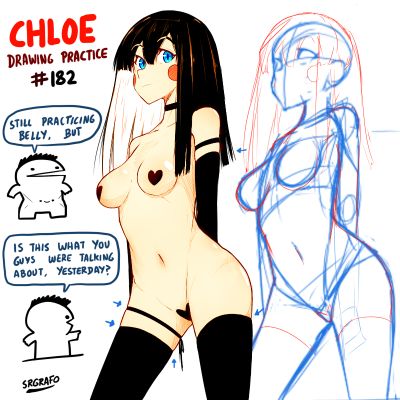 CHLOE
DRAWING PRACTICE
#182
STILL PRACTICING
BELLY, BUT
IS THIS WHAT YOU
GUYS WERE TALKING
ABOUT, YESTERDAY?
SRGRAFO